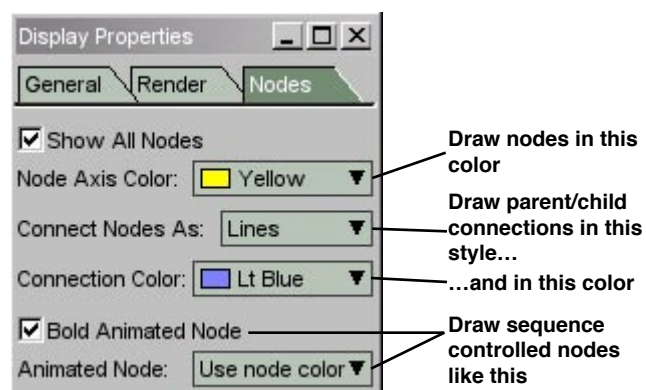 Display Properties
General Render Nodes
Show All Nodes
Node Axis Color: Yellow
Connect Nodes As: Lines
Connection Color: Lt Blue
Bold Animated Node
Animated Node: Use node color
Draw nodes in this
color
Draw parent/child
connections in this
style…
…and in this color
Draw sequence
controlled nodes
like this